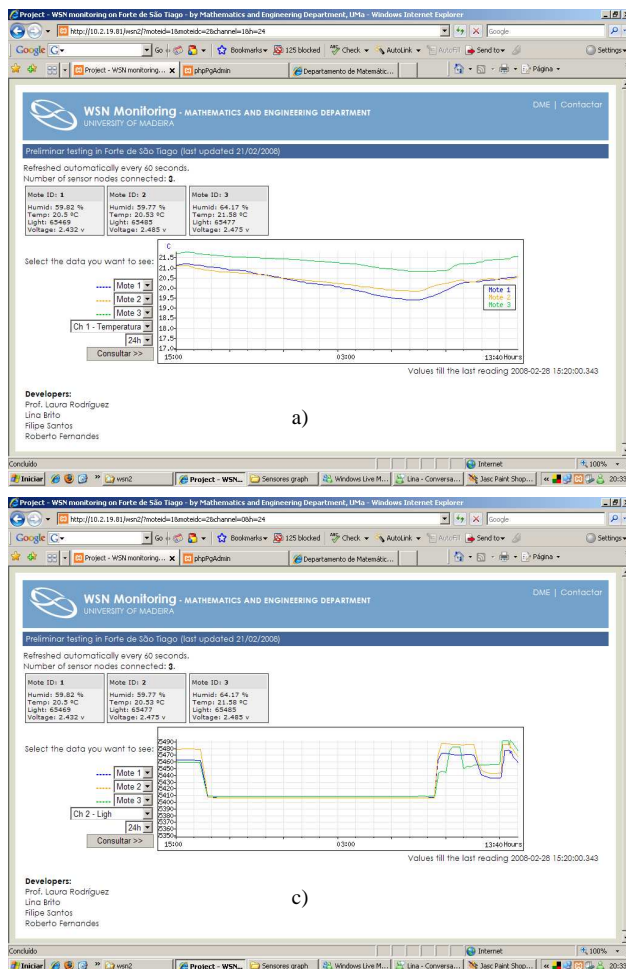 Project - WSN monitoring on Forte de São Tiago - by Mathematics and Engineering Department, UMa - Windows Internet Explorer
http://10.2.19.81/wsn2/?moteid=1&moteidc=2&channel=1&h=24
Google
Google Go Bookmarks 125 blocked Check AutoLink AutoFill Send to Settings
Project - WSN monitoring... phpPgAdmin Departamento de Matemátic... Página
WSN Monitoring - MATHEMATICS AND ENGINEERING DEPARTMENT
UNIVERSITY OF MADEIRA
DME | Contactar
Preliminar testing in Forte de São Tiago (last updated 21/02/2008)
Refreshed automatically every 60 seconds.
Number of sensor nodes connected: 3.
Mote ID: 1 Mote ID: 2 Mote ID: 3
Humid: 59.82 % Humid: 59.77 % Humid: 64.17 %
Temp: 20.5 ºC Temp: 20.53 ºC Temp: 21.58 ºC
Light: 65469 Light: 65485 Light: 65477
Voltage: 2.432 v Voltage: 2.485 v Voltage: 2.475 v
Select the data you want to see:
Mote 1
Mote 2
Mote 3
Ch 1 - Temperatura
24h
Consultar >>
C
21.5
21.0
20.5
20.0
19.5
19.0
18.5
18.0
17.5
17.0
Mote 1
Mote 2
Mote 3
15:00 03:00 13:40 Hours
Values till the last reading 2008-02-28 15:20:00.343
Developers:
Prof. Laura Rodríguez
Lina Brito
Filipe Santos
Roberto Fernandes
a)
Concluído Internet 100%
Iniciar wsn2 Project - WSN... Sensores graph Windows Live M... Lina - Conversa... Jasc Paint Shop... 20:33
Project - WSN monitoring on Forte de São Tiago - by Mathematics and Engineering Department, UMa - Windows Internet Explorer
Google
Google Go Bookmarks 125 blocked Check AutoLink AutoFill Send to Settings
Project - WSN monitoring... phpPgAdmin Departamento de Matemátic... Página
WSN Monitoring - MATHEMATICS AND ENGINEERING DEPARTMENT
UNIVERSITY OF MADEIRA
DME | Contactar
Preliminar testing in Forte de São Tiago (last updated 21/02/2008)
Refreshed automatically every 60 seconds.
Number of sensor nodes connected: 3.
Mote ID: 1 Mote ID: 2 Mote ID: 3
Humid: 59.82 % Humid: 59.77 % Humid: 64.17 %
Temp: 20.5 ºC Temp: 20.53 ºC Temp: 21.58 ºC
Light: 65469 Light: 65477 Light: 65485
Voltage: 2.432 v Voltage: 2.475 v Voltage: 2.485 v
Select the data you want to see:
Mote 1
Mote 2
Mote 3
Ch 2 - Ligh
24h
Consultar >>
15:00 03:00 13:40 Hours
Values till the last reading 2008-02-28 15:20:00.343
Developers:
Prof. Laura Rodríguez
Lina Brito
Filipe Santos
Roberto Fernandes
c)
Concluído Internet 100%
Iniciar wsn2 Project - WSN... Sensores graph Windows Live M... Lina - Conversa... Jasc Paint Shop... 20:33